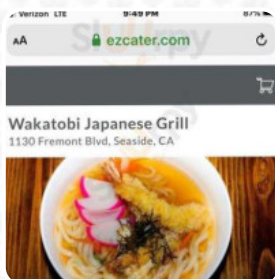 Verizon LTE 9:49 PM 87%
AA ezcater.com
Wakatobi Japanese Grill
1130 Fremont Blvd, Seaside, CA